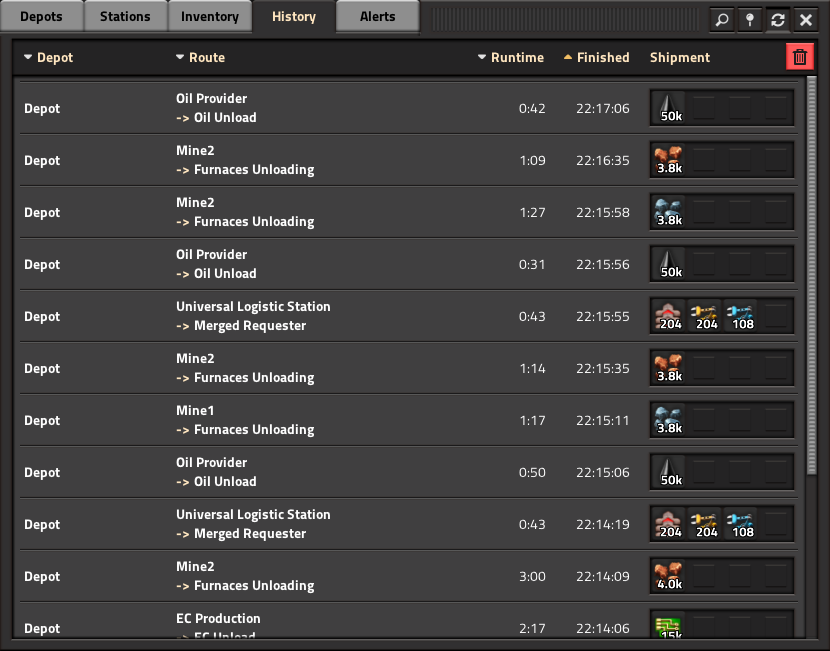 Depots Stations Inventory History Alerts
Depot Route Runtime Finished Shipment
Oil Provider
Depot 0:42 22:17:06 50k
-> Oil Unload
Mine2
Depot 1:09 22:16:35 3.8k
-> Furnaces Unloading
Mine2
Depot 1:27 22:15:58 3.8k
-> Furnaces Unloading
Oil Provider
Depot 0:31 22:15:56 50k
-> Oil Unload
Universal Logistic Station
Depot 0:43 22:15:55 204 204 108
-> Merged Requester
Mine2
Depot 1:14 22:15:35 3.8k
-> Furnaces Unloading
Mine1
Depot 1:17 22:15:11 3.8k
-> Furnaces Unloading
Oil Provider
Depot 0:50 22:15:06 50k
-> Oil Unload
Universal Logistic Station
Depot 0:43 22:14:19 204 204 108
-> Merged Requester
Mine2
Depot 3:00 22:14:09 4.0k
-> Furnaces Unloading
EC Production
Depot 2:17 22:14:06 15k
-> EC Unload